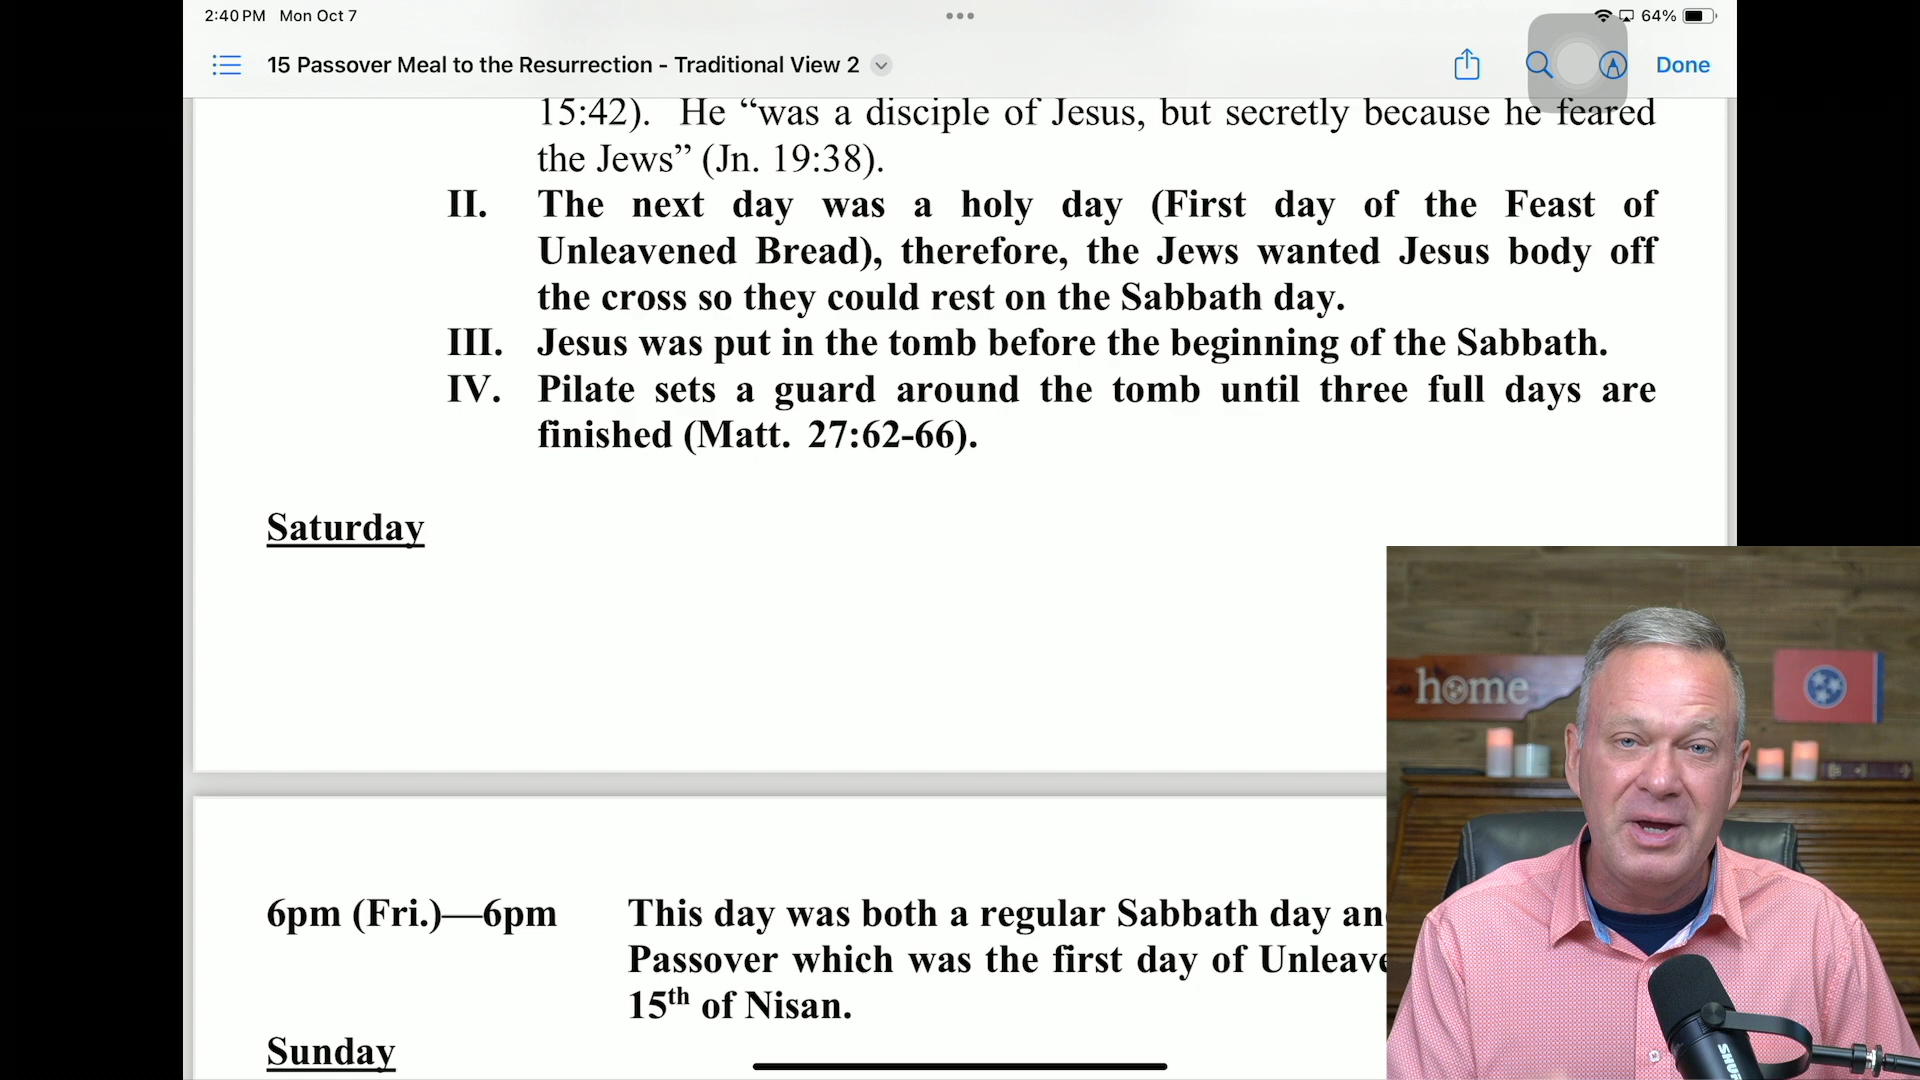 2:40 PM Mon Oct 7
64%
15 Passover Meal to the Resurrection - Traditional View 2
Done
15:42). He “was a disciple of Jesus, but secretly because he feared
the Jews” (Jn. 19:38).
II. The next day was a holy day (First day of the Feast of
Unleavened Bread), therefore, the Jews wanted Jesus body off
the cross so they could rest on the Sabbath day.
III. Jesus was put in the tomb before the beginning of the Sabbath.
IV. Pilate sets a guard around the tomb until three full days are
finished (Matt. 27:62-66).
Saturday
home
6pm (Fri.)—6pm This day was both a regular Sabbath day an
Passover which was the first day of Unleave
15th of Nisan.
Sunday
SHU